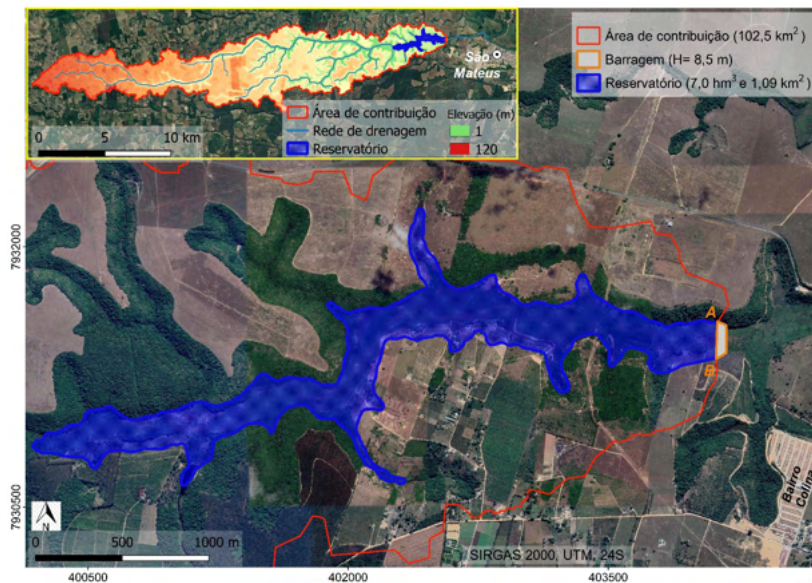 São
Mateus
Área de contribuição
Rede de drenagem
Reservatório
Elevação (m)
1
120
0 5 10 km
Área de contribuição (102,5 km²)
Barragem (H= 8,5 m)
Reservatório (7,0 hm³ e 1,09 km²)
7932000
A
B
7930500
Bairro
Colina
N
0 500 1000 m
SIRGAS 2000, UTM, 24S
400500 402000 403500